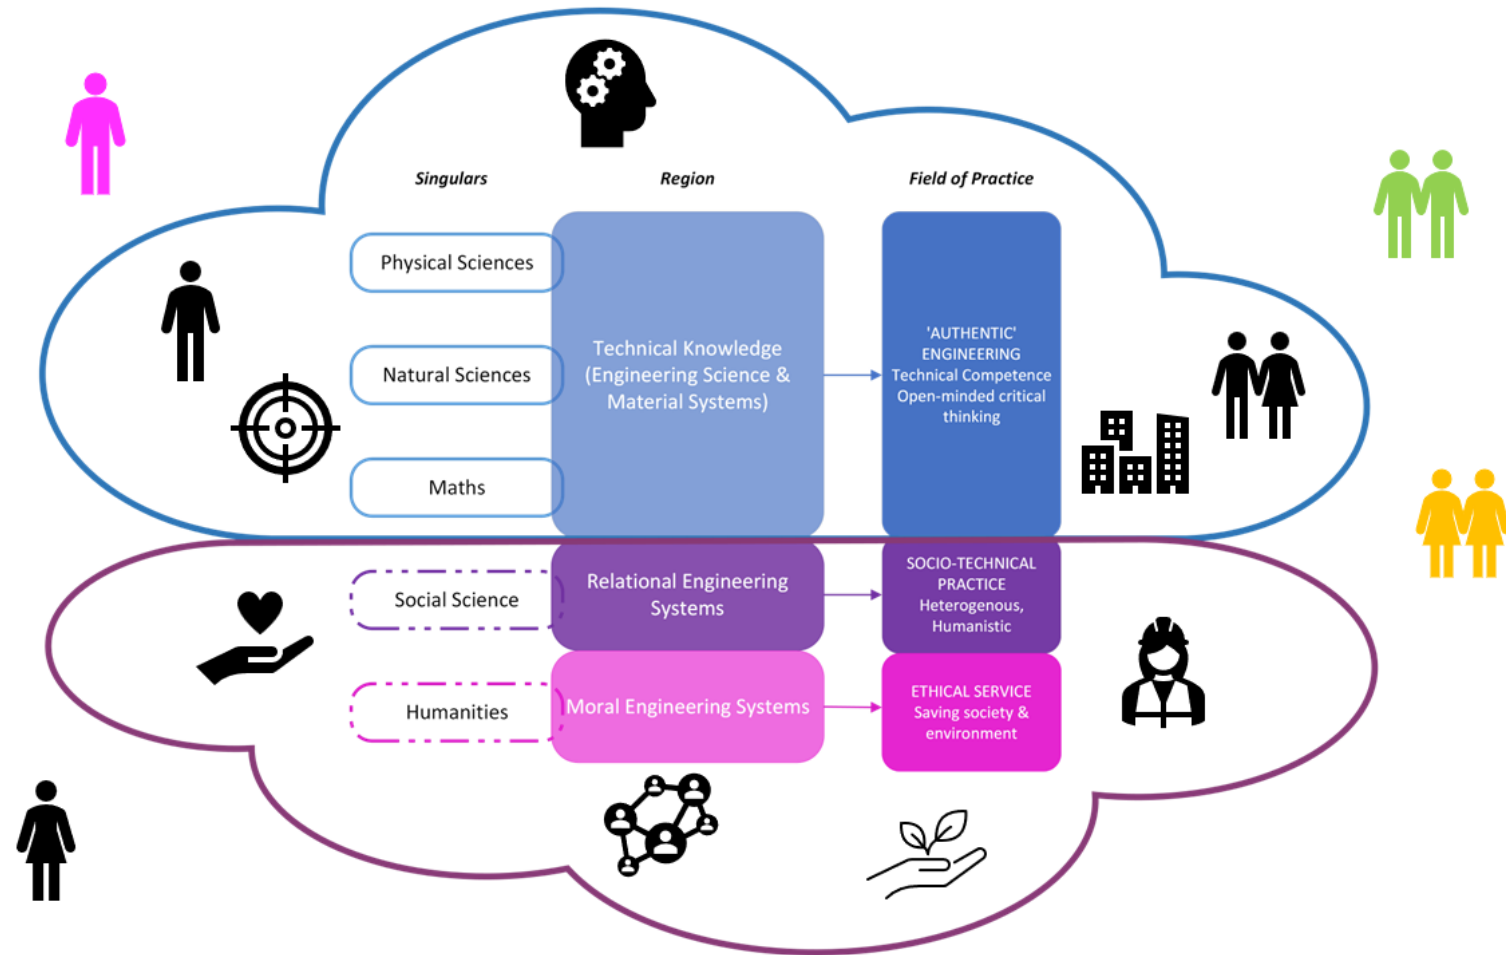 Singulars
Region
Field of Practice
Physical Sciences
Natural Sciences
Maths
Technical Knowledge
(Engineering Science &
Material Systems)
'AUTHENTIC'
ENGINEERING
Technical Competence
Open-minded critical
thinking
Social Science
Relational Engineering
Systems
SOCIO-TECHNICAL
PRACTICE
Heterogenous,
Humanistic
Humanities
Moral Engineering Systems
ETHICAL SERVICE
Saving society &
environment